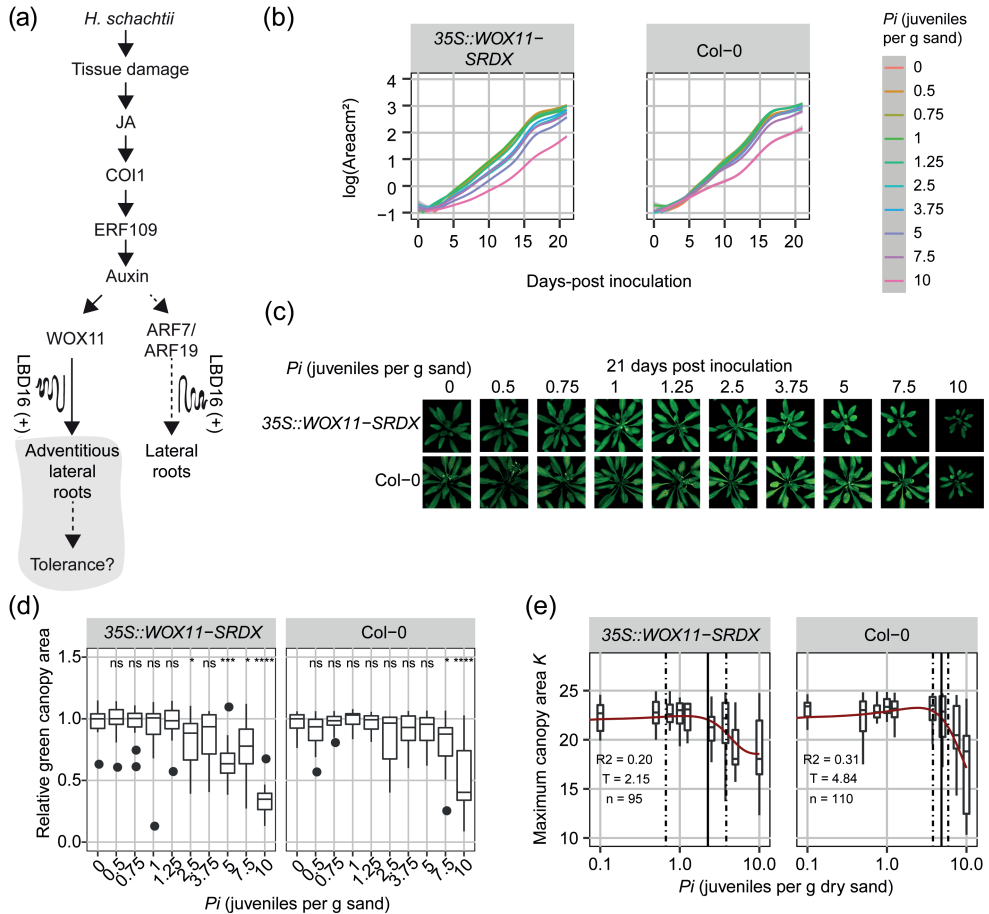 (a)
H. schachtii
Tissue damage
JA
COI1
ERF109
Auxin
WOX11
ARF7/
ARF19
LBD16 (+)
LBD16 (+)
Adventitious
lateral
roots
Lateral
roots
Tolerance?
(b)
35S::WOX11−
SRDX
Col−0
log(Areacm²)
4
3
2
1
0
−1
0 5 10 15 20
0 5 10 15 20
Days-post inoculation
Pi (juveniles
per g sand)
0
0.5
0.75
1
1.25
2.5
3.75
5
7.5
10
(c)
21 days post inoculation
Pi (juveniles per g sand)
0 0.5 0.75 1 1.25 2.5 3.75 5 7.5 10
35S::WOX11−SRDX
Col−0
(d)
35S::WOX11−SRDX
Col−0
Relative green canopy area
1.5
1.0
0.5
0.0
ns ns ns ns * ns *** * ****
ns ns ns ns ns ns ns * ****
0 0.5 0.75 1 1.25 2.5 3.75 5 7.5 10
0 0.5 0.75 1 1.25 2.5 3.75 5 7.5 10
Pi (juveniles per g sand)
(e)
35S::WOX11−SRDX
Col−0
Maximum canopy area K
25
20
15
10
R2 = 0.20
T = 2.15
n = 95
R2 = 0.31
T = 4.84
n = 110
0.1 1.0 10.0
0.1 1.0 10.0
Pi (juveniles per g dry sand)